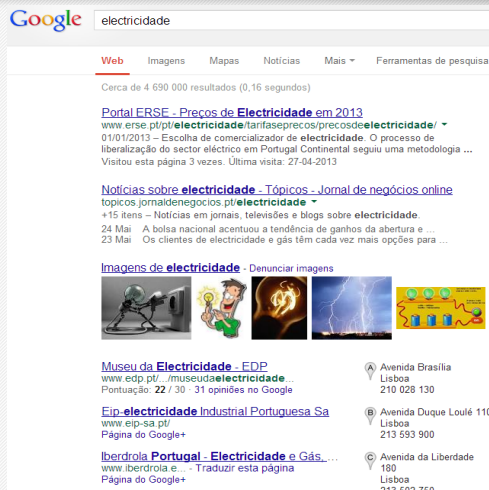 Google
electricidade
Web Imagens Mapas Notícias Mais Ferramentas de pesquisa
Cerca de 4 690 000 resultados (0,16 segundos)
Portal ERSE - Preços de Electricidade em 2013
www.erse.pt/pt/electricidade/tarifaseprecos/precosdeelectricidade/
01/01/2013 – Escolha de comercializador de electricidade. O processo de
liberalização do sector eléctrico em Portugal Continental seguiu uma metodologia ...
Visitou esta página 3 vezes. Última visita: 27-04-2013
Notícias sobre electricidade - Tópicos - Jornal de negócios online
topicos.jornaldenegocios.pt/electricidade
+15 itens – Notícias em jornais, televisões e blogs sobre electricidade.
24 Mai A bolsa nacional acentuou a tendência de ganhos da abertura e ...
23 Mai Os clientes de electricidade e gás têm cada vez mais opções para ...
Imagens de electricidade - Denunciar imagens
Museu da Electricidade - EDP
www.edp.pt/.../museudaelectricidade...
Pontuação: 22 / 30 · 31 opiniões no Google
A Avenida Brasília
Lisboa
210 028 130
Eip-electricidade Industrial Portuguesa Sa
www.eip-sa.pt/
Página do Google+
B Avenida Duque Loulé 110
Lisboa
213 593 900
Iberdrola Portugal - Electricidade e Gás, ...
www.iberdrola.e... - Traduzir esta página
Página do Google+
C Avenida da Liberdade
180
Lisboa